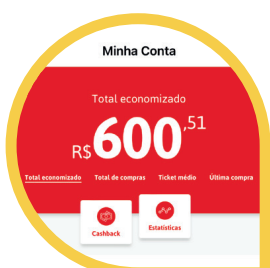 Minha Conta
Total economizado
R$600,51
Total economizado Total de compras Ticket médio Última compra
Cashback Estatísticas